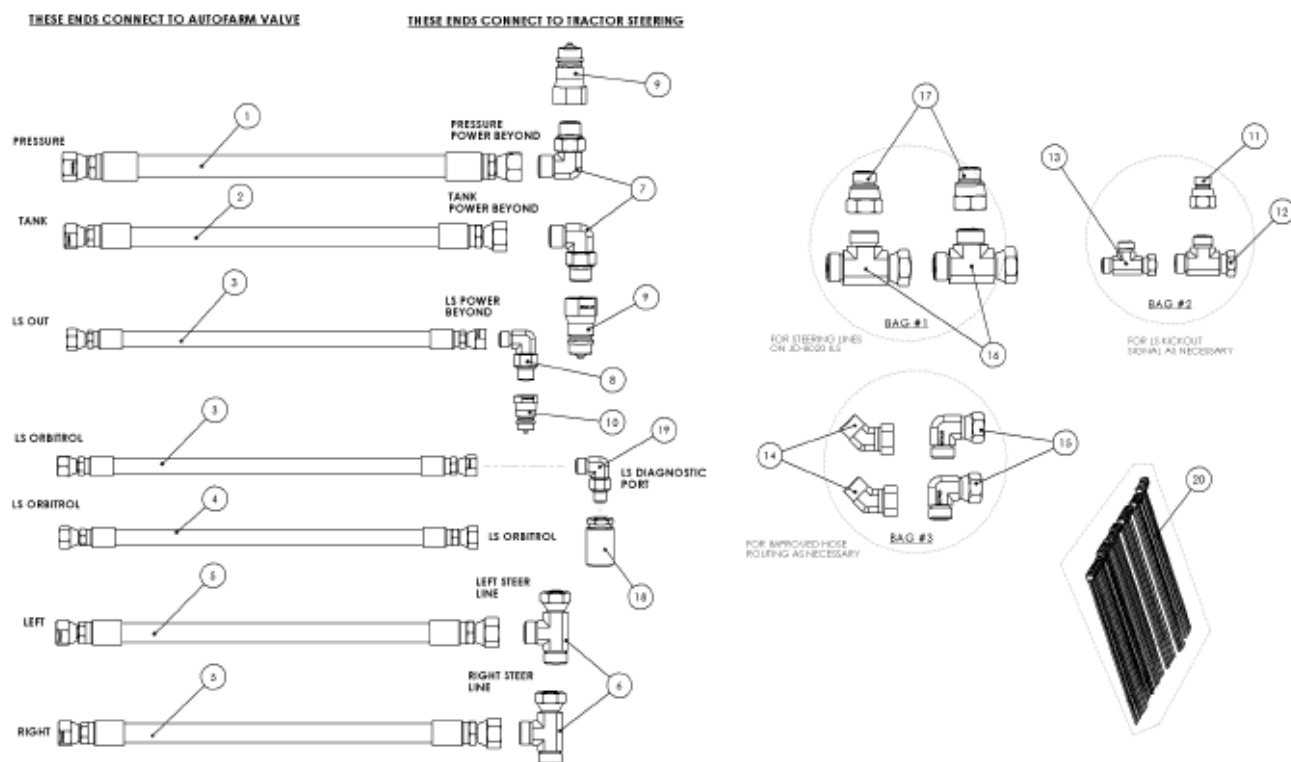 THESE ENDS CONNECT TO AUTOFARM VALVE
THESE ENDS CONNECT TO TRACTOR STEERING
9
1
PRESSURE
PRESSURE
POWER BEYOND
7
2
TANK
POWER BEYOND
TANK
3
LS POWER
BEYOND
9
LS OUT
8
10
3
LS ORBITROL
19
LS DIAGNOSTIC
PORT
4
LS ORBITROL
LS ORBITROL
18
5
LEFT STEER
LINE
LEFT
5
RIGHT STEER
LINE
6
RIGHT
17
BAG #1
16
FOR STEERING LINES
ON JD-8020 ILS
11
13
12
BAG #2
FOR LS KICKOUT
SIGNAL AS NECESSARY
14
15
BAG #3
FOR IMPROVED HOSE
ROUTING AS NECESSARY
20